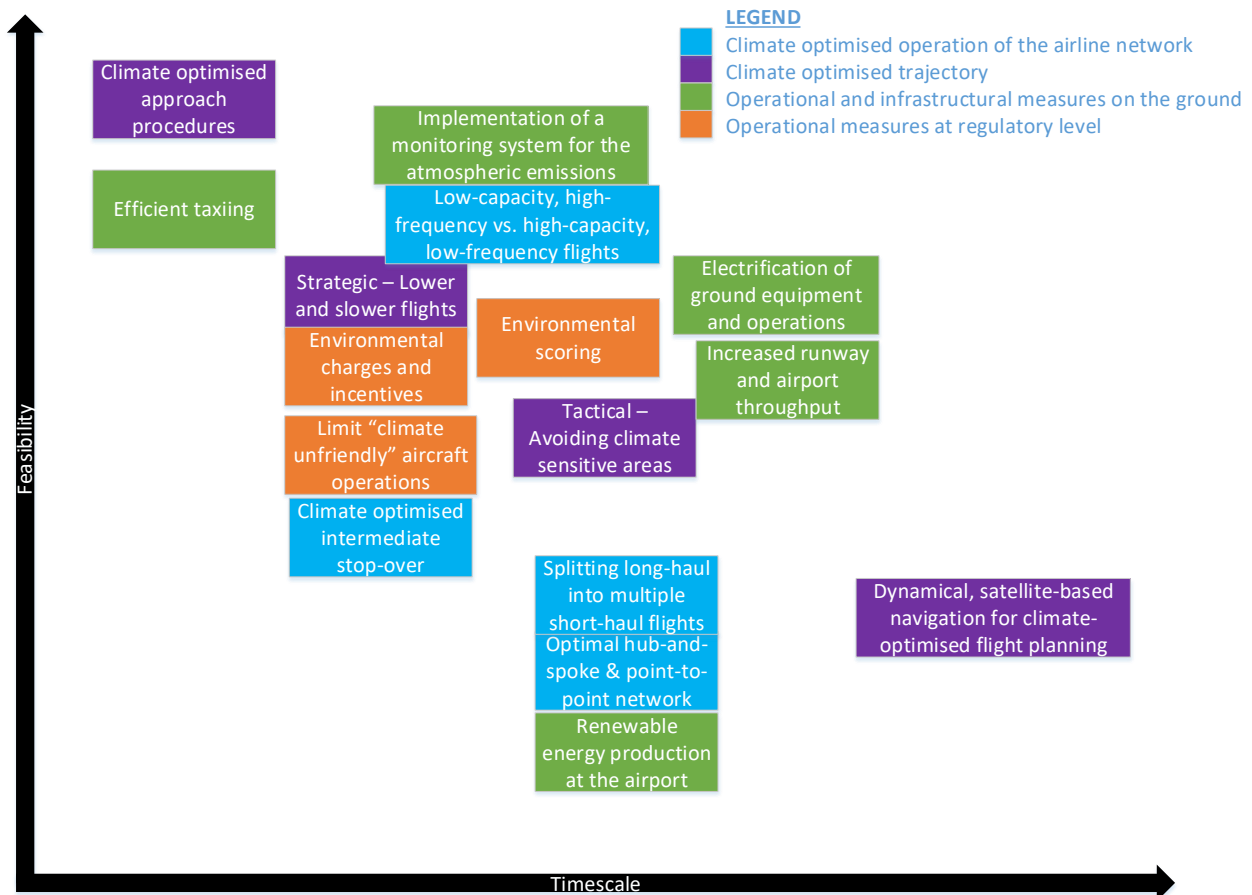 LEGEND
Climate optimised operation of the airline network
Climate optimised trajectory
Operational and infrastructural measures on the ground
Operational measures at regulatory level
Climate optimised
approach
procedures
Implementation of a
monitoring system for the
atmospheric emissions
Efficient taxiing
Low-capacity, high-
frequency vs. high-capacity,
low-frequency flights
Strategic – Lower
and slower flights
Electrification of
ground equipment
and operations
Environmental
scoring
Environmental
charges and
incentives
Increased runway
and airport
throughput
Tactical –
Avoiding climate
sensitive areas
Limit “climate
unfriendly” aircraft
operations
Climate optimised
intermediate
stop-over
Splitting long-haul
into multiple
short-haul flights
Dynamical, satellite-based
navigation for climate-
optimised flight planning
Optimal hub-and-
spoke & point-to-
point network
Renewable
energy production
at the airport
Feasibility
Timescale